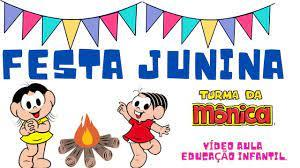 FESTA JUNINA
TURMA DA
MÔNICA
VÍDEO AULA
EDUCAÇÃO INFANTIL